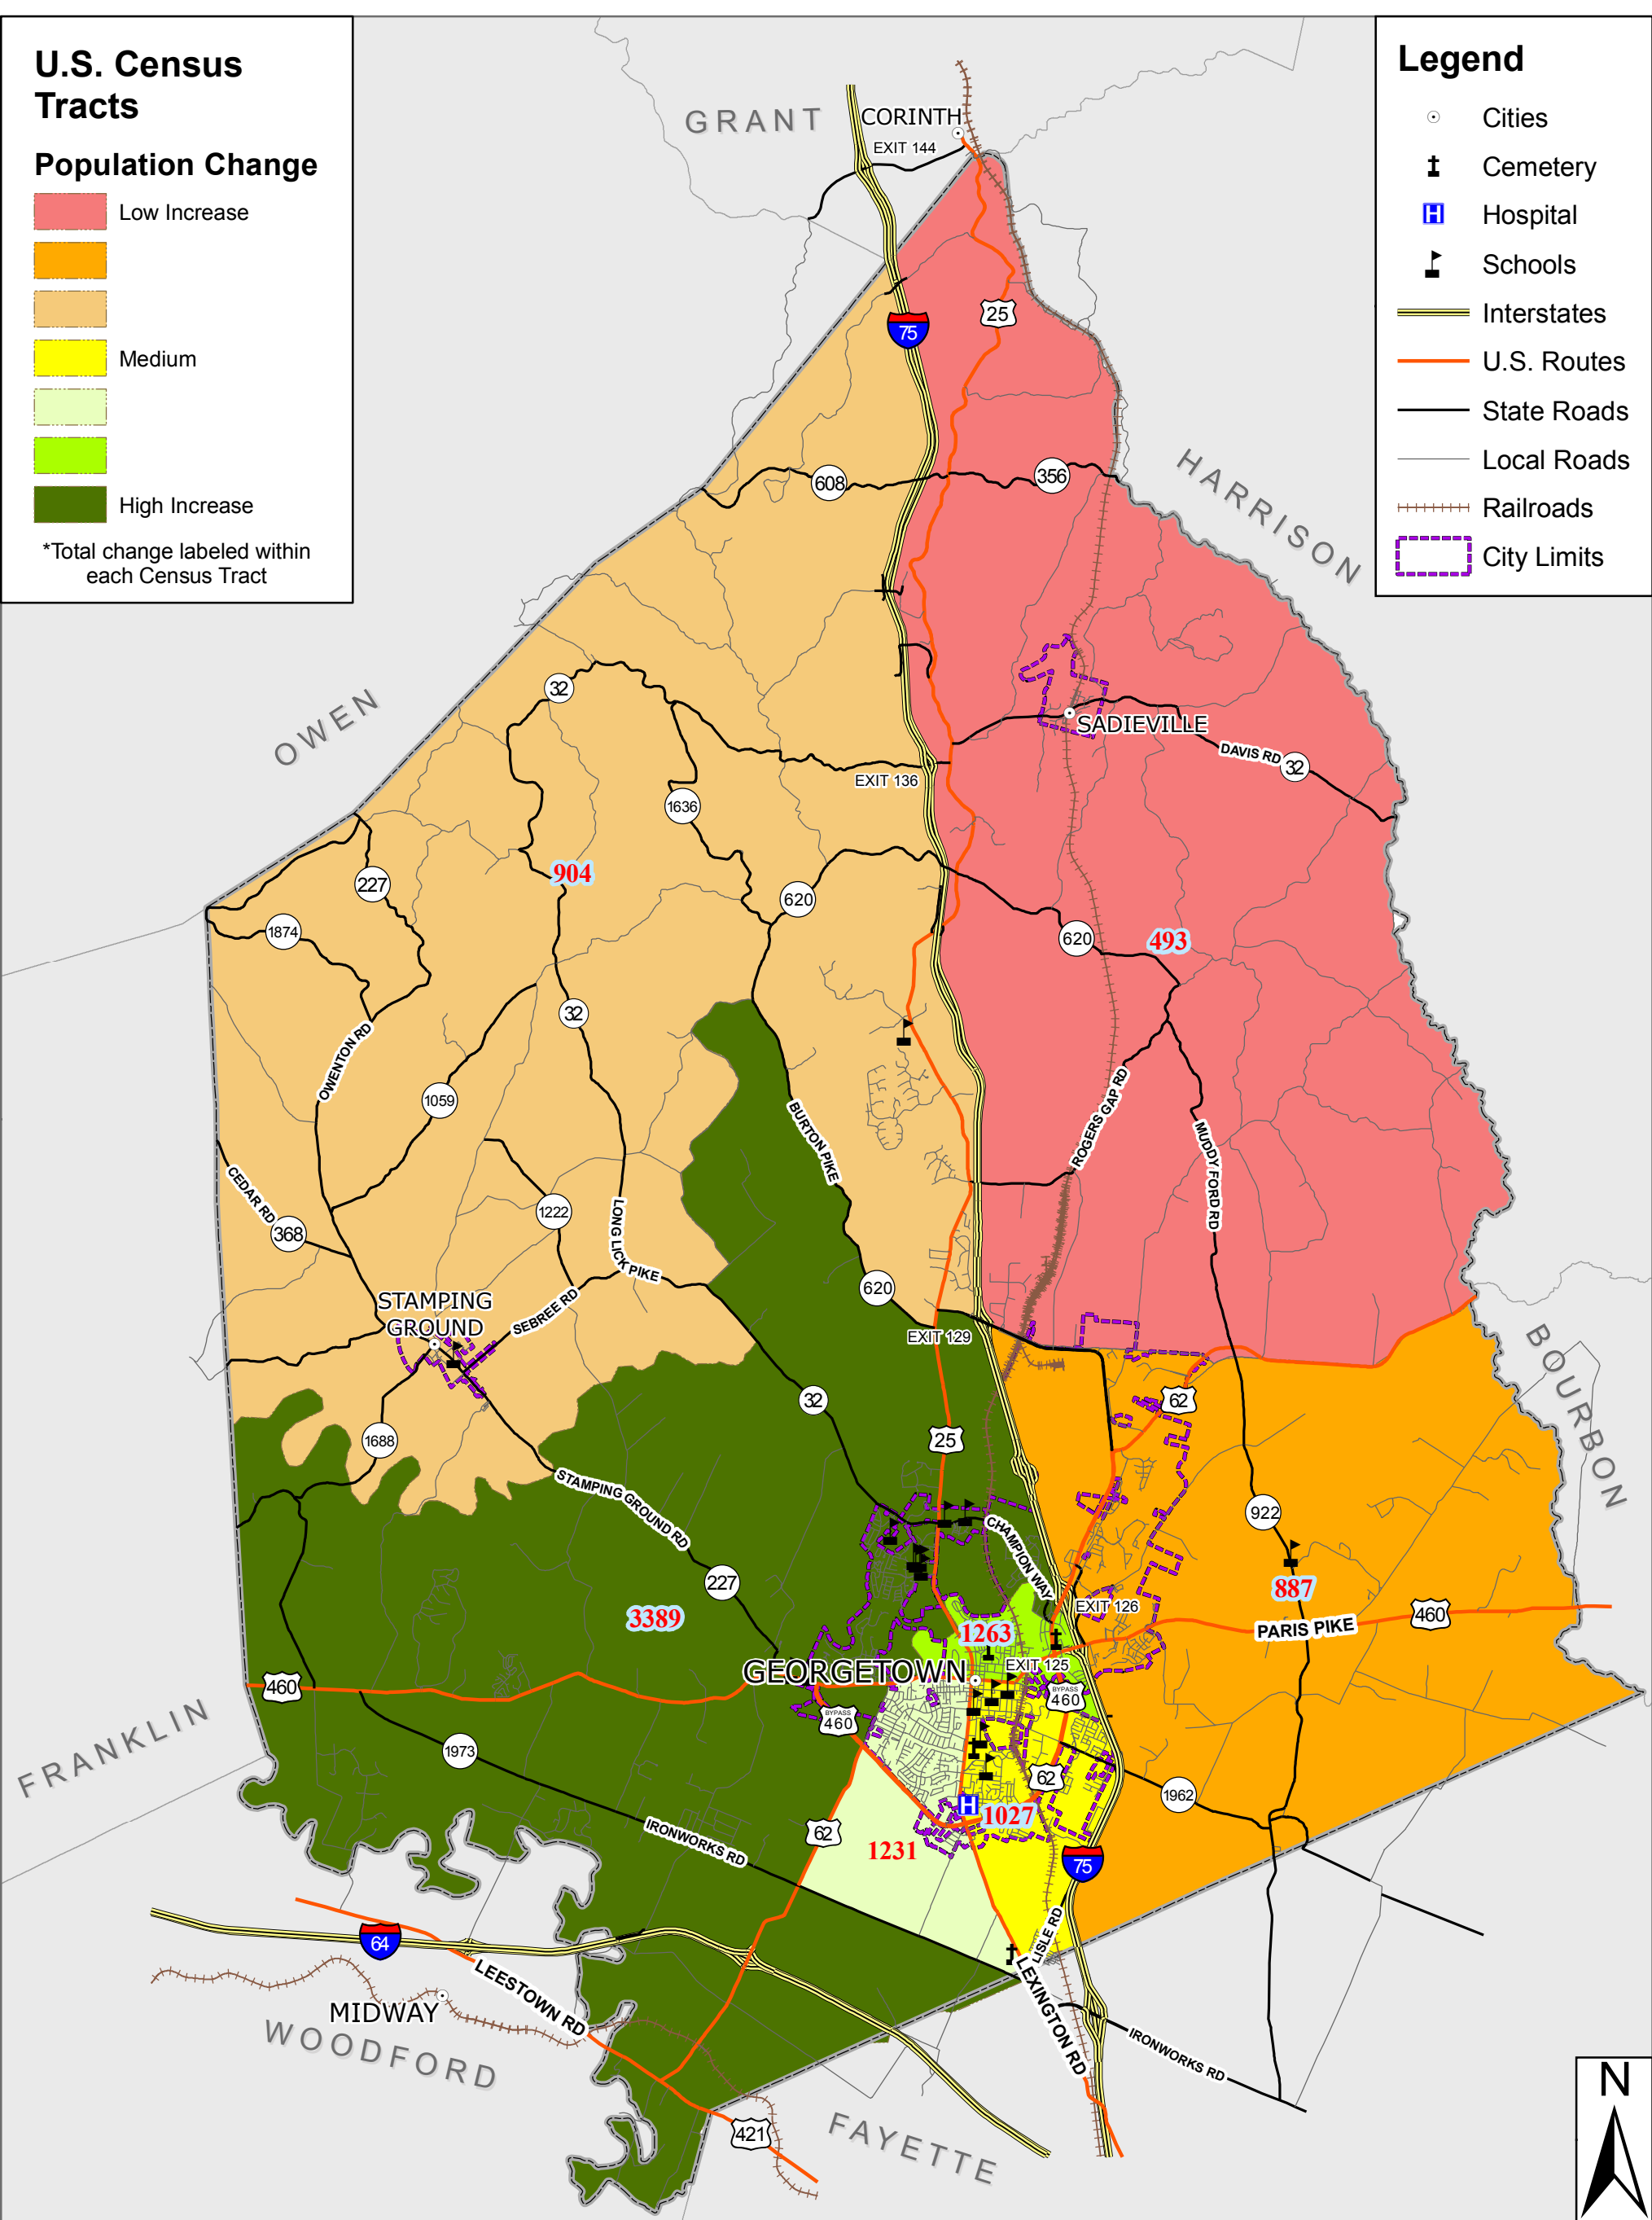 U.S. Census
Tracts
Population Change
Low Increase
Medium
High Increase
*Total change labeled within
each Census Tract
Legend
Cities
Cemetery
Hospital
Schools
Interstates
U.S. Routes
State Roads
Local Roads
Railroads
City Limits
GRANT
CORINTH
EXIT 144
25
75
608
356
HARRISON
32
OWEN
SADIEVILLE
DAVIS RD
32
EXIT 136
1636
904
227
620
1874
620
493
32
OWENTON RD
1059
BURTON PIKE
ROGERS GAP RD
MUDDY FORD RD
CEDAR RD
368
1222
LONG LICK PIKE
620
STAMPING
GROUND
SEBREE RD
EXIT 129
BOURBON
32
62
1688
25
STAMPING GROUND RD
922
CHAMPION WAY
227
887
EXIT 126
3389
460
PARIS PIKE
1263
EXIT 125
GEORGETOWN
460
BYPASS
460
BYPASS
460
FRANKLIN
1973
62
1962
IRONWORKS RD
62
1027
1231
75
64
LISLE RD
LEESTOWN RD
LEXINGTON RD
MIDWAY
WOODFORD
IRONWORKS RD
N
421
FAYETTE